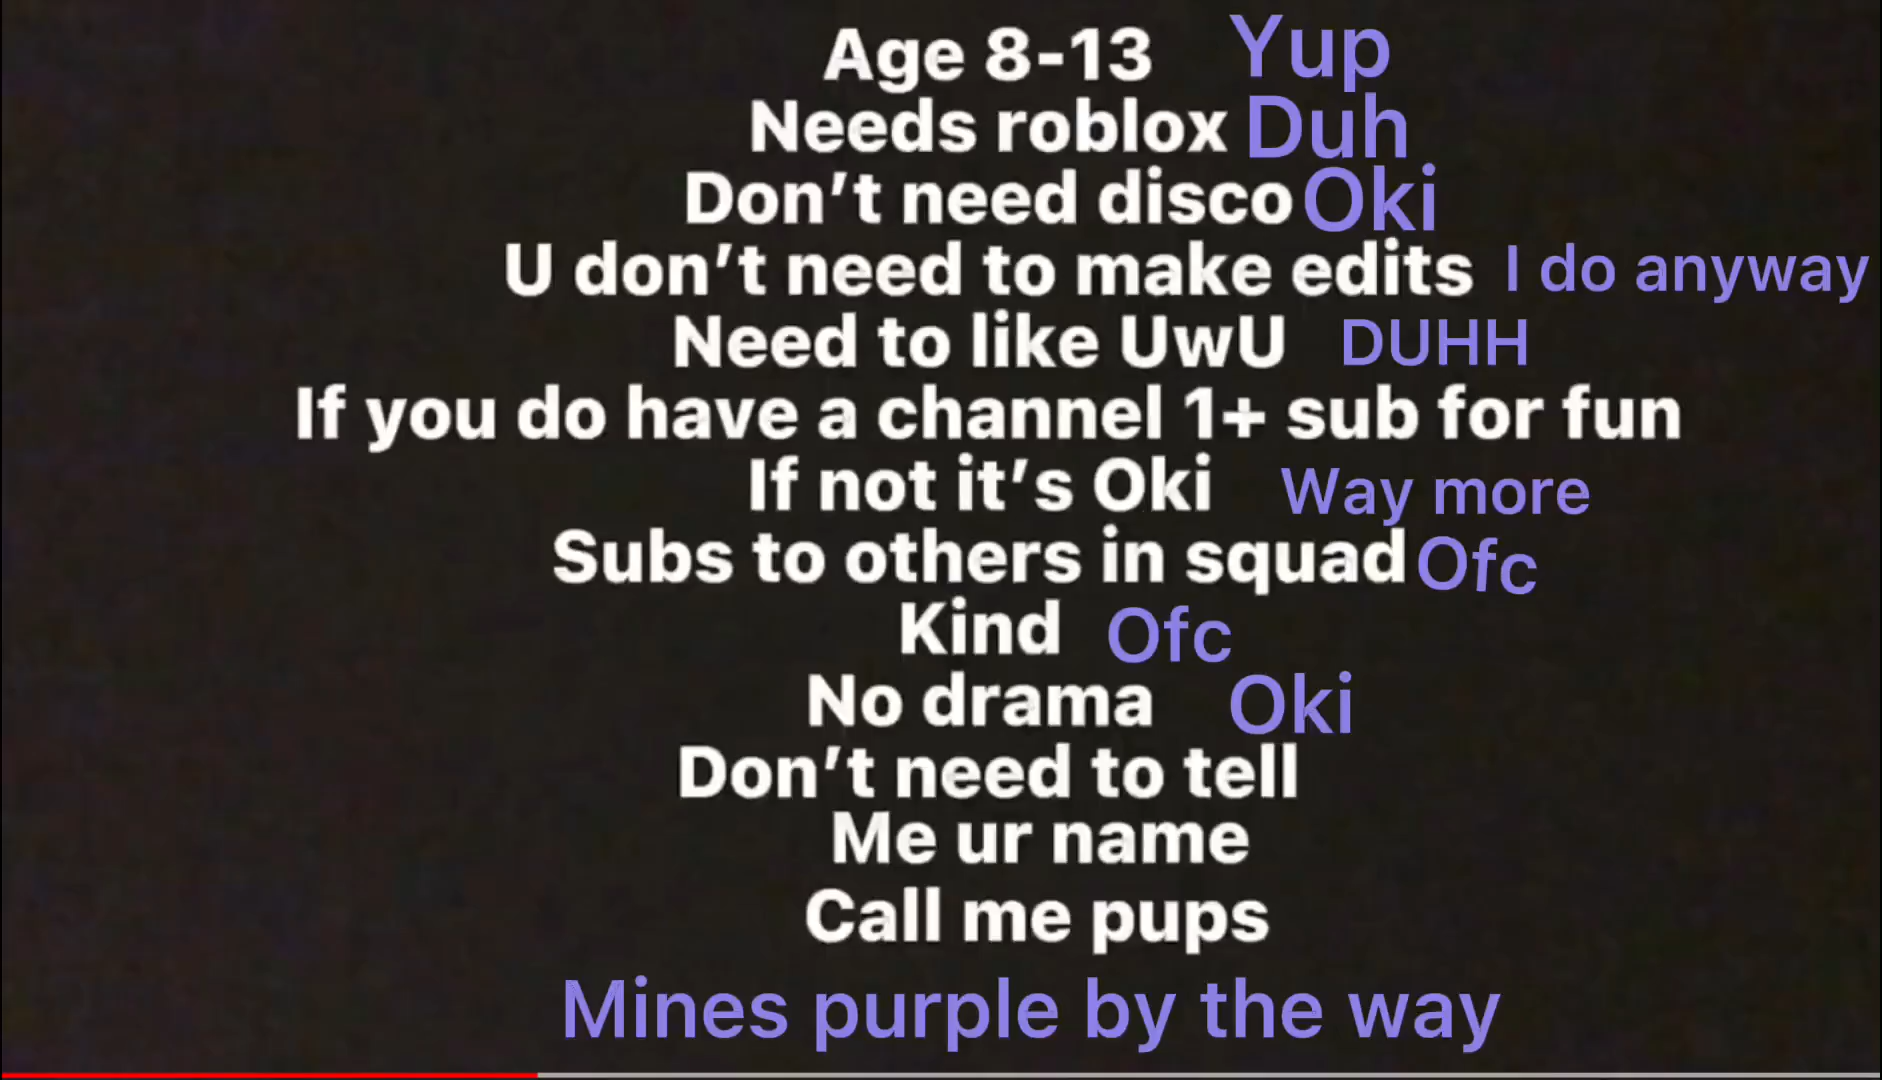 Age 8-13 Yup
Needs roblox Duh
Don't need disco Oki
U don't need to make edits I do anyway
Need to like UwU DUHH
If you do have a channel 1+ sub for fun
If not it's Oki Way more
Subs to others in squad Ofc
Kind Ofc
No drama Oki
Don't need to tell
Me ur name
Call me pups
Mines purple by the way